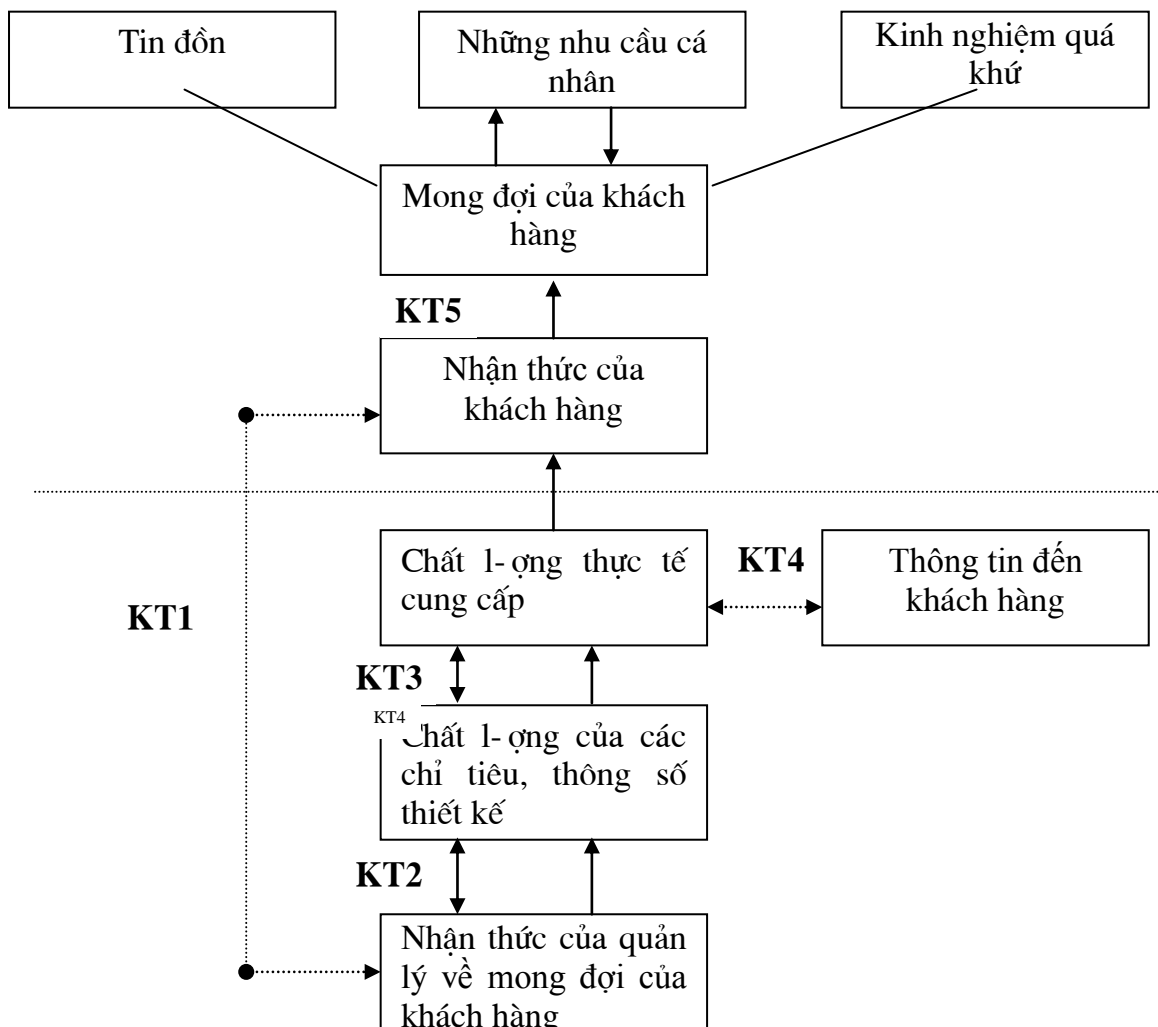 Tin đồn
Những nhu cầu cá
nhân
Kinh nghiệm quá
khứ
Mong đợi của khách
hàng
KT5
Nhận thức của
khách hàng
Chất l- ợng thực tế
cung cấp
KT4
Thông tin đến
khách hàng
KT1
KT3
KT4
Chất l- ợng của các
chỉ tiêu, thông số
thiết kế
KT2
Nhận thức của quản
lý về mong đợi của
khách hàng